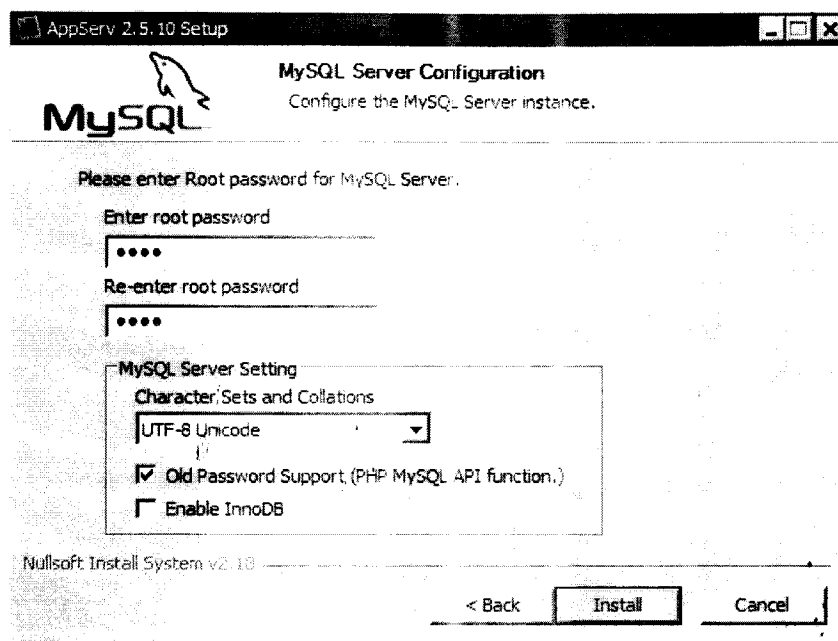 AppServ 2.5.10 Setup
MySQL
MySQL Server Configuration
Configure the MySQL Server instance.
Please enter Root password for MySQL Server.
Enter root password
••••
Re-enter root password
••••
MySQL Server Setting
Character Sets and Collations
UTF-8 Unicode
Old Password Support (PHP MySQL API function.)
Enable InnoDB
Nullsoft Install System v2.18
< Back
Install
Cancel